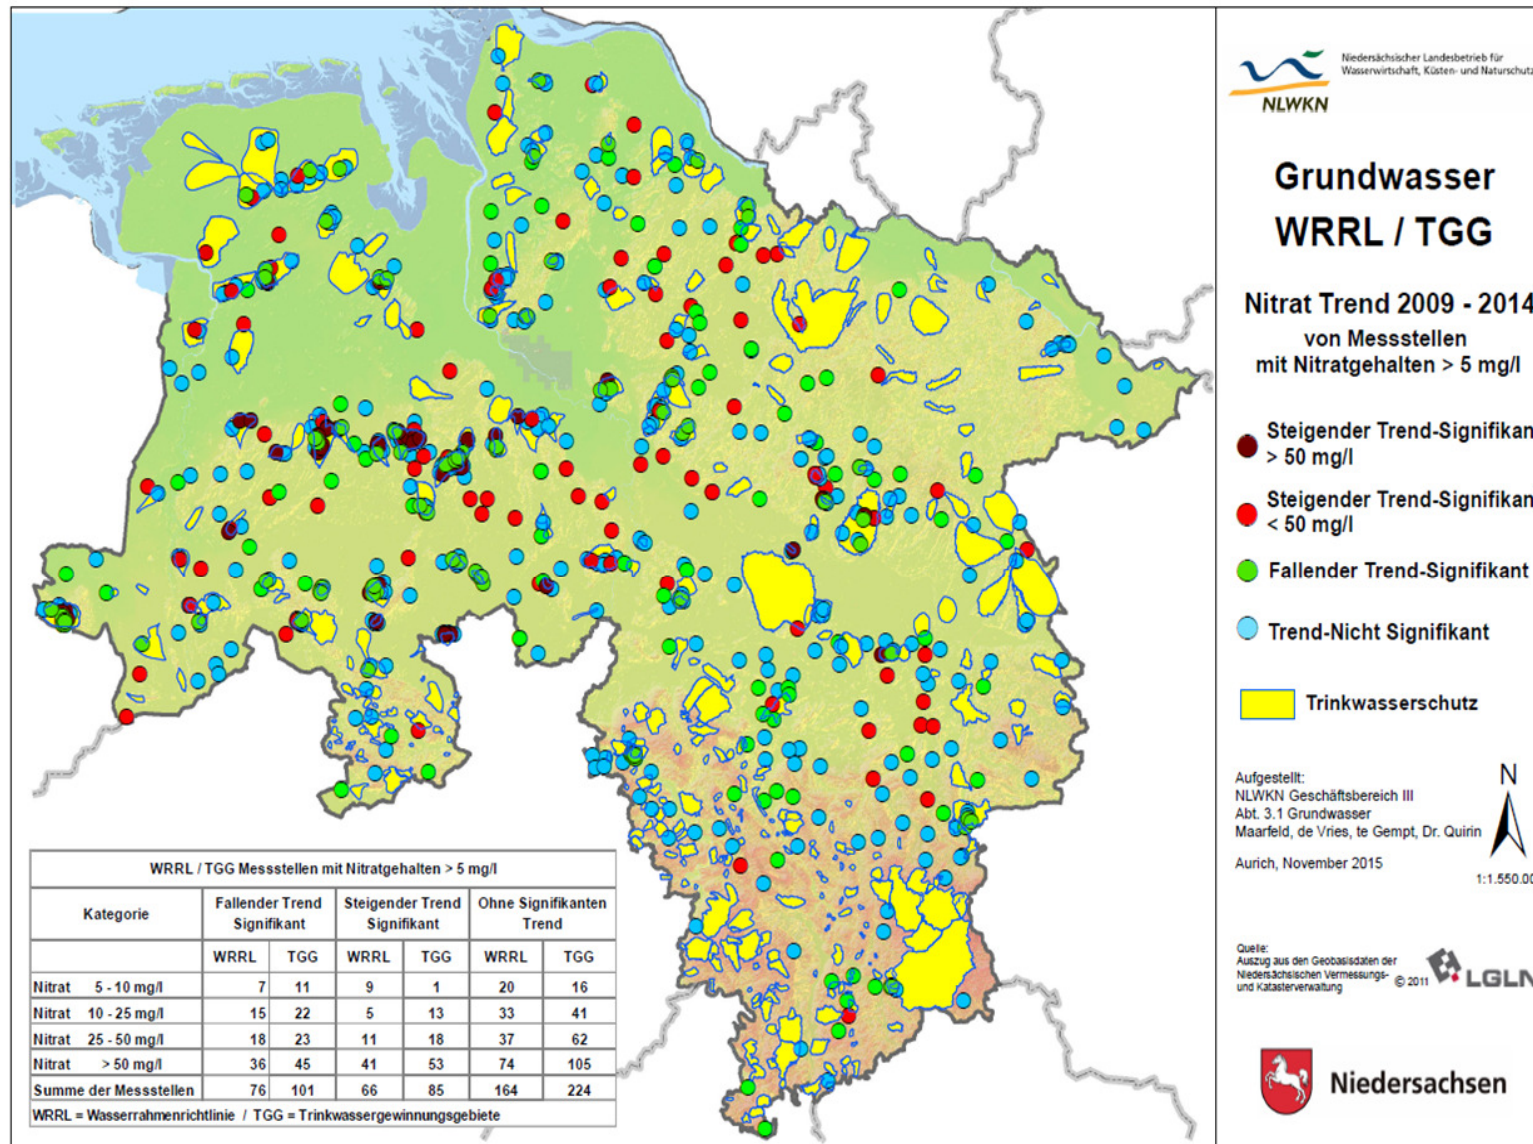 Niedersächsischer Landesbetrieb für
Wasserwirtschaft, Küsten- und Naturschutz
NLWKN
Grundwasser
WRRL / TGG
Nitrat Trend 2009 - 2014
von Messstellen
mit Nitratgehalten > 5 mg/l
Steigender Trend-Signifikan
> 50 mg/l
Steigender Trend-Signifikan
< 50 mg/l
Fallender Trend-Signifikant
Trend-Nicht Signifikant
Trinkwasserschutz
Aufgestellt:
NLWKN Geschäftsbereich III
Abt. 3.1 Grundwasser
Maarfeld, de Vries, te Gempt, Dr. Quirin
Aurich, November 2015
N
1:1.550.00
Quelle:
Auszug aus den Geobasisdaten der
Niedersächsischen Vermessungs-
und Katasterverwaltung © 2011
LGLN
Niedersachsen
WRRL / TGG Messstellen mit Nitratgehalten > 5 mg/l
Kategorie Fallender Trend Signifikant Steigender Trend Signifikant Ohne Signifikanten Trend
WRRL TGG WRRL TGG WRRL TGG
Nitrat 5 - 10 mg/l 7 11 9 1 20 16
Nitrat 10 - 25 mg/l 15 22 5 13 33 41
Nitrat 25 - 50 mg/l 18 23 11 18 37 62
Nitrat > 50 mg/l 36 45 41 53 74 105
Summe der Messstellen 76 101 66 85 164 224
WRRL = Wasserrahmenrichtlinie / TGG = Trinkwassergewinnungsgebiete